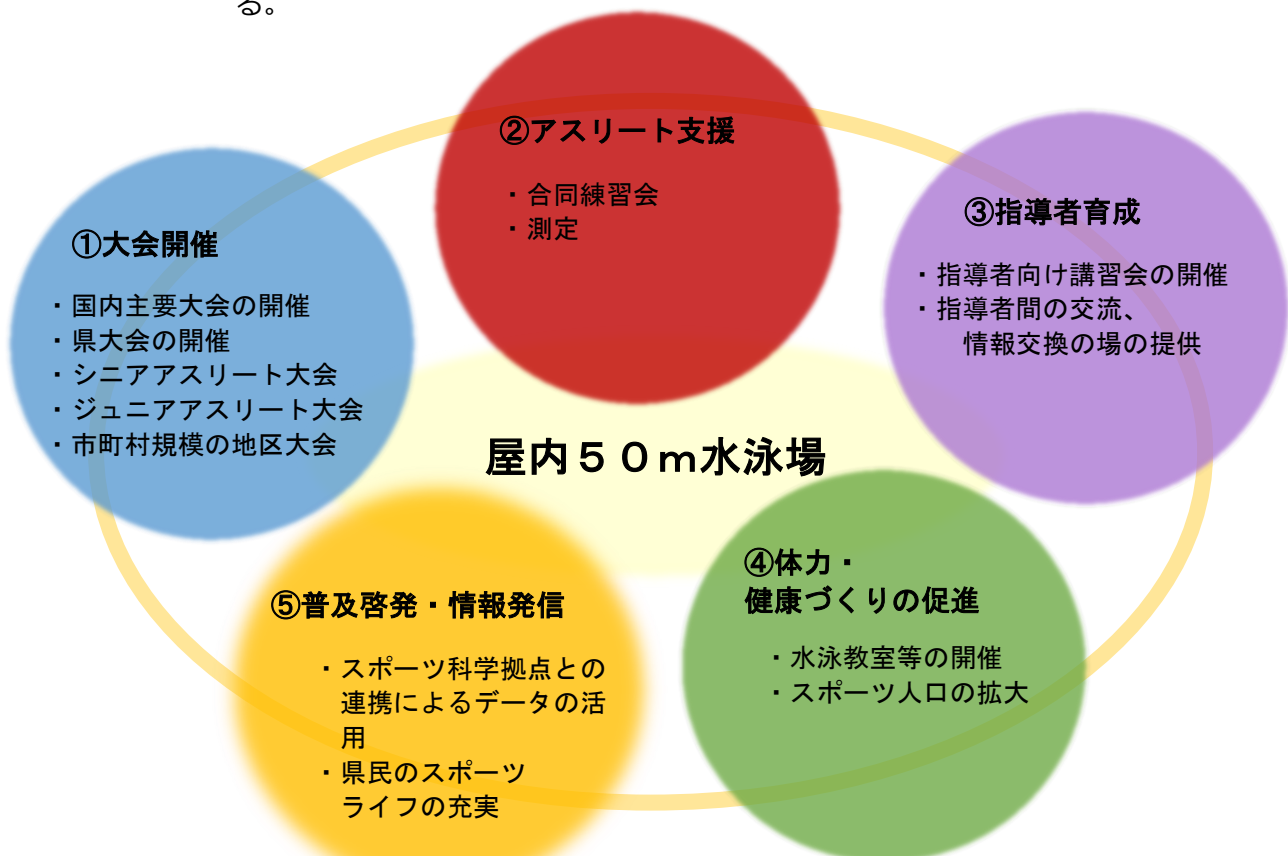 る。
②アスリート支援
・合同練習会
・測定
③指導者育成
・指導者向け講習会の開催
・指導者間の交流、
情報交換の場の提供
①大会開催
・国内主要大会の開催
・県大会の開催
・シニアアスリート大会
・ジュニアアスリート大会
・市町村規模の地区大会
屋内５０ｍ水泳場
④体力・
健康づくりの促進
・水泳教室等の開催
・スポーツ人口の拡大
⑤普及啓発・情報発信
・スポーツ科学拠点との
連携によるデータの活
用
・県民のスポーツ
ライフの充実